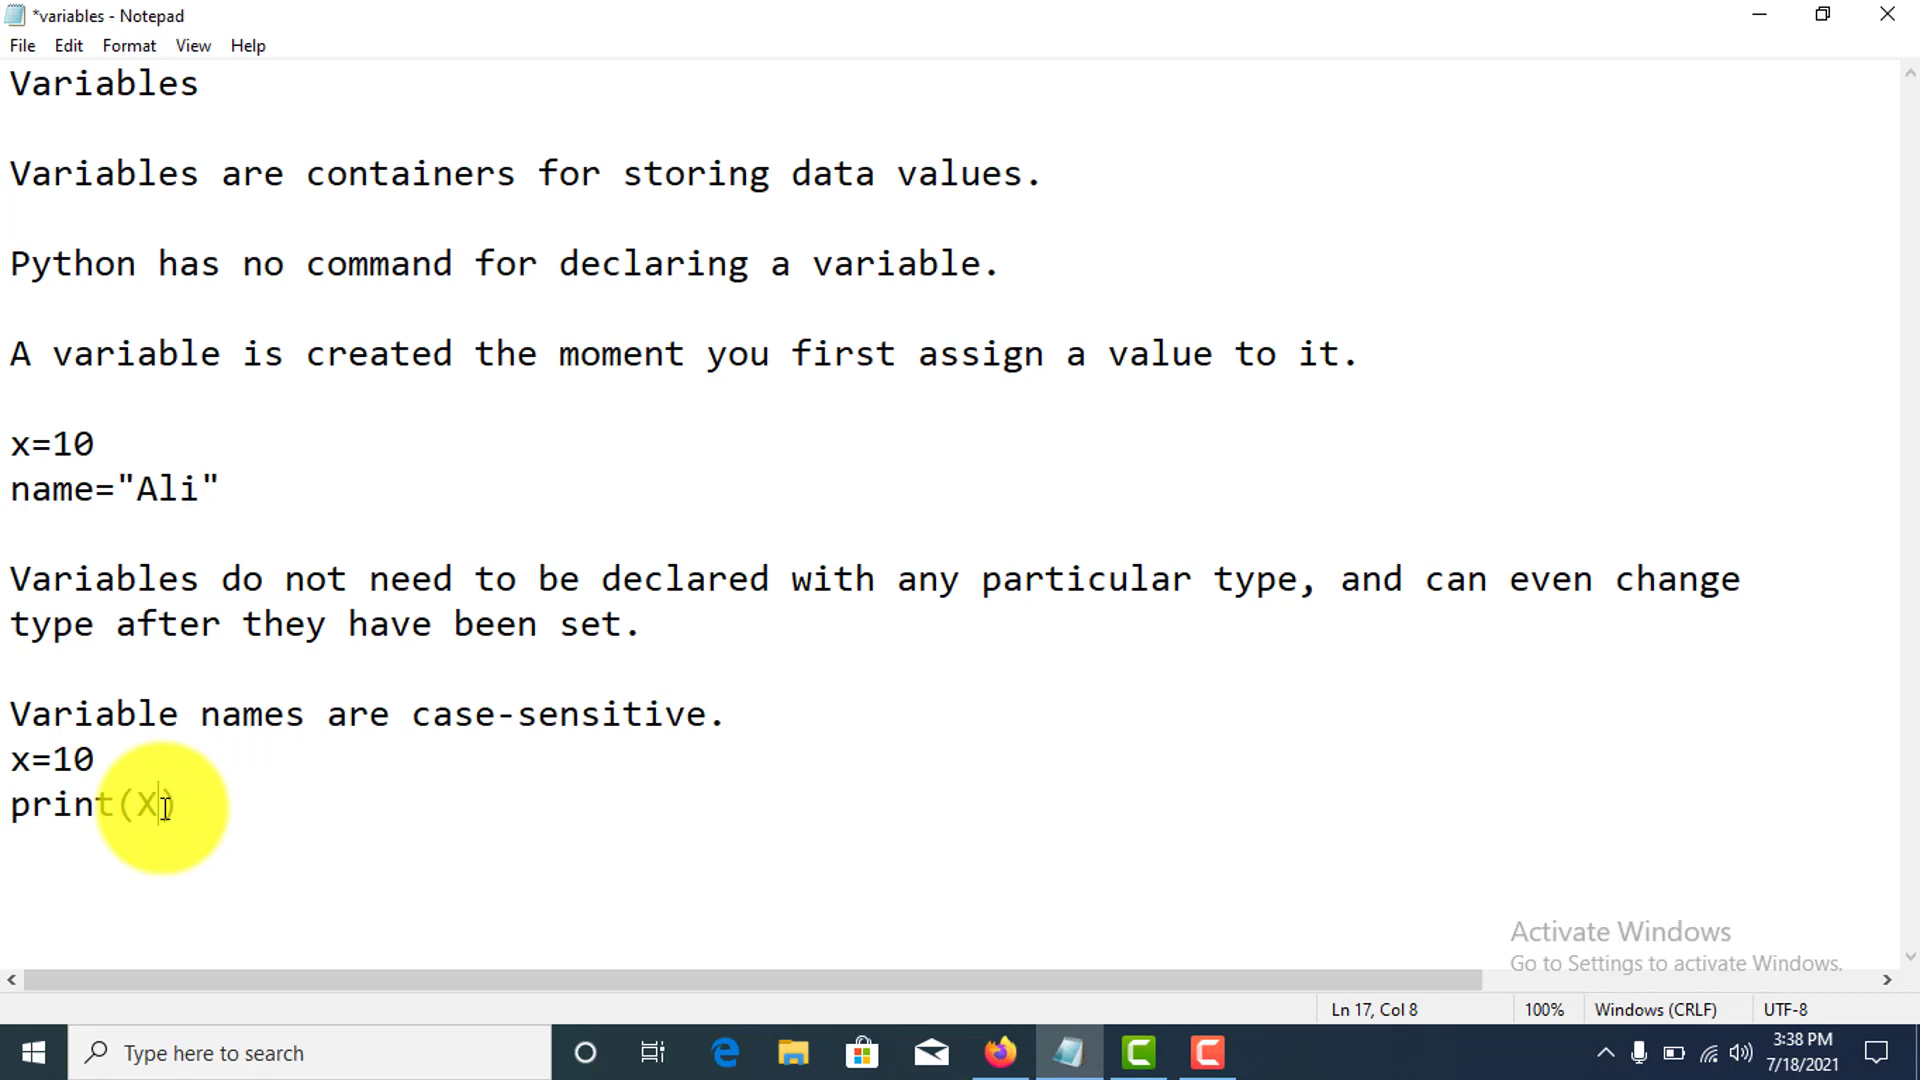 *variables - Notepad
File Edit Format View Help
Variables
Variables are containers for storing data values.
Python has no command for declaring a variable.
A variable is created the moment you first assign a value to it.
x=10
name="Ali"
Variables do not need to be declared with any particular type, and can even change
type after they have been set.
Variable names are case-sensitive.
x=10
print(X)
Activate Windows
Go to Settings to activate Windows.
Ln 17, Col 8 100% Windows (CRLF) UTF-8
Type here to search
3:38 PM
7/18/2021